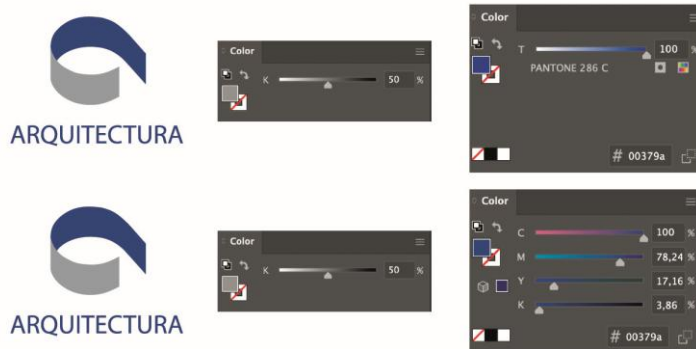 ARQUITECTURA
Color
K 50 %
Color
T 100 %
PANTONE 286 C
# 00379a
ARQUITECTURA
Color
K 50 %
Color
C 100 %
M 78,24 %
Y 17,16 %
K 3,86 %
# 00379a